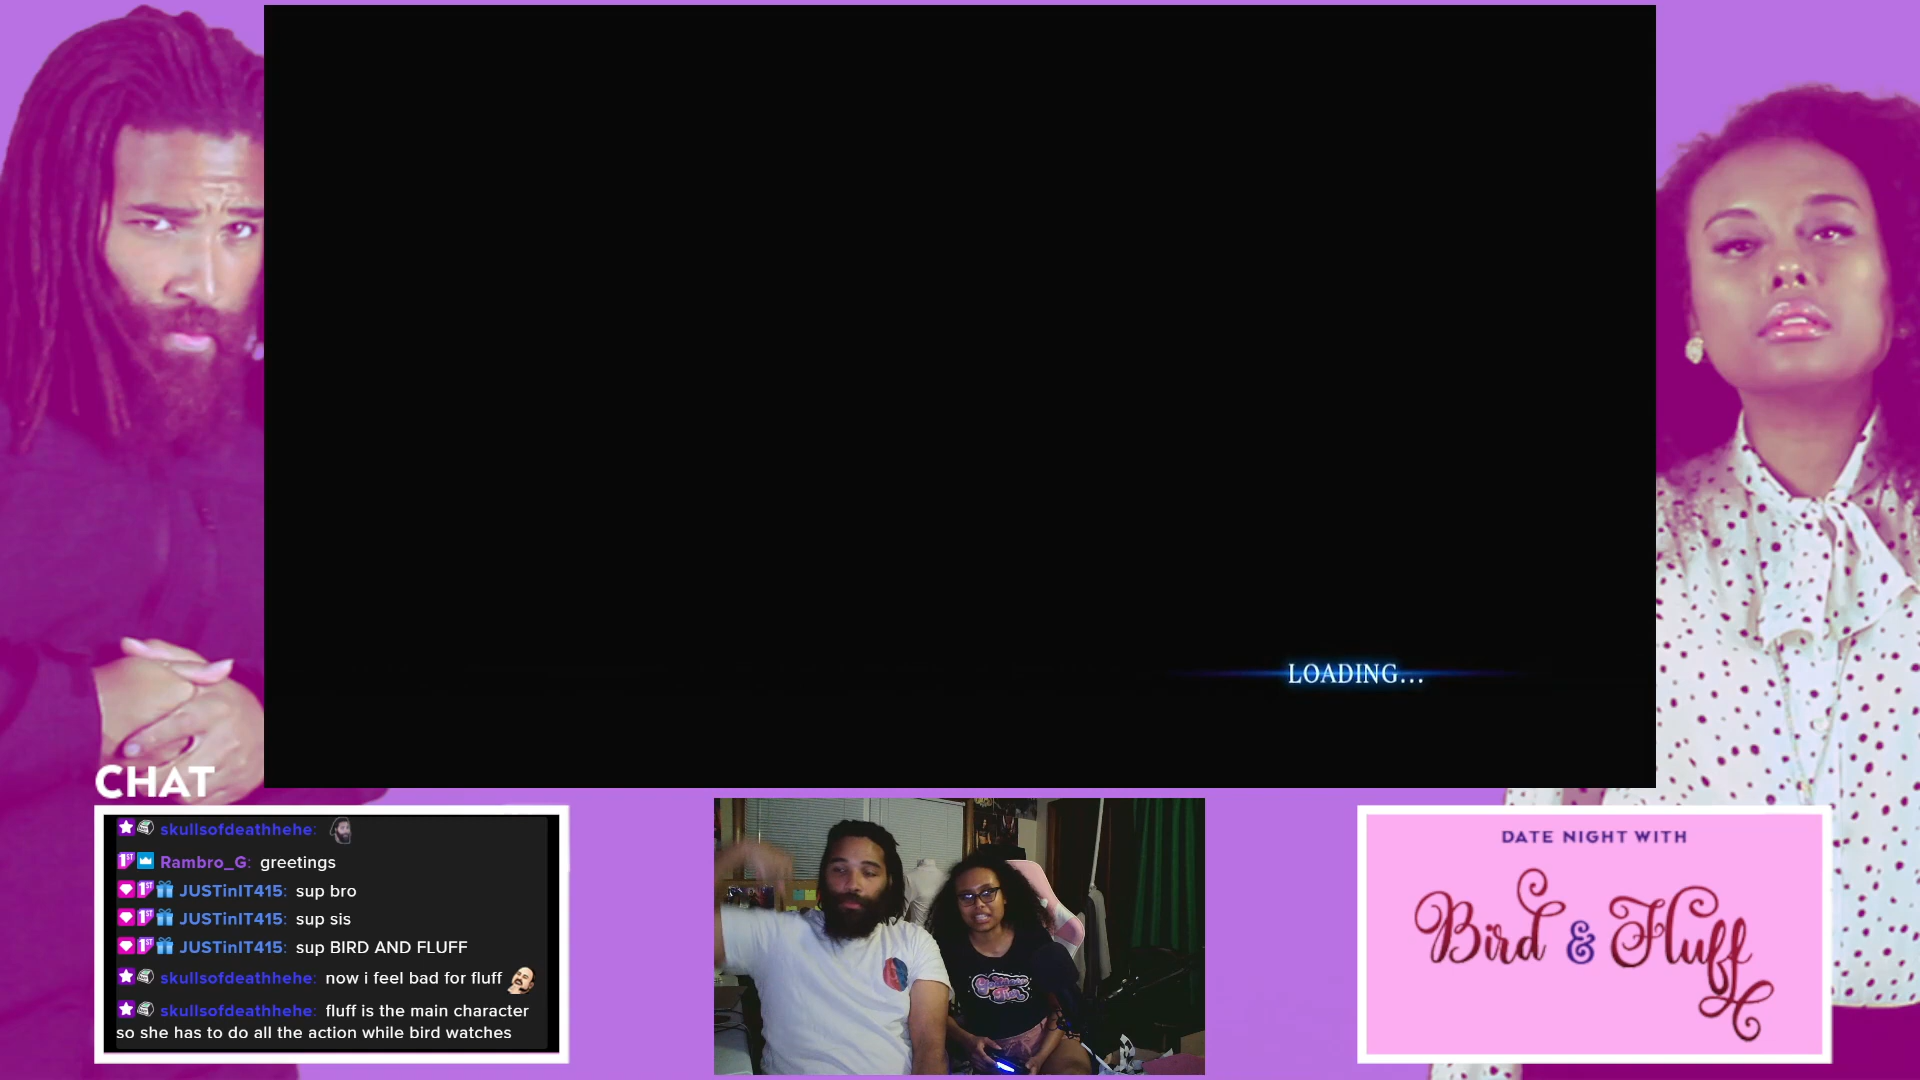 LOADING...
CHAT
skullsofdeathhehe:
Rambro_G: greetings
JUSTinIT415: sup bro
JUSTinIT415: sup sis
JUSTinIT415: sup BIRD AND FLUFF
skullsofdeathhehe: now i feel bad for fluff
skullsofdeathhehe: fluff is the main character
so she has to do all the action while bird watches
DATE NIGHT WITH
Bird & Fluff